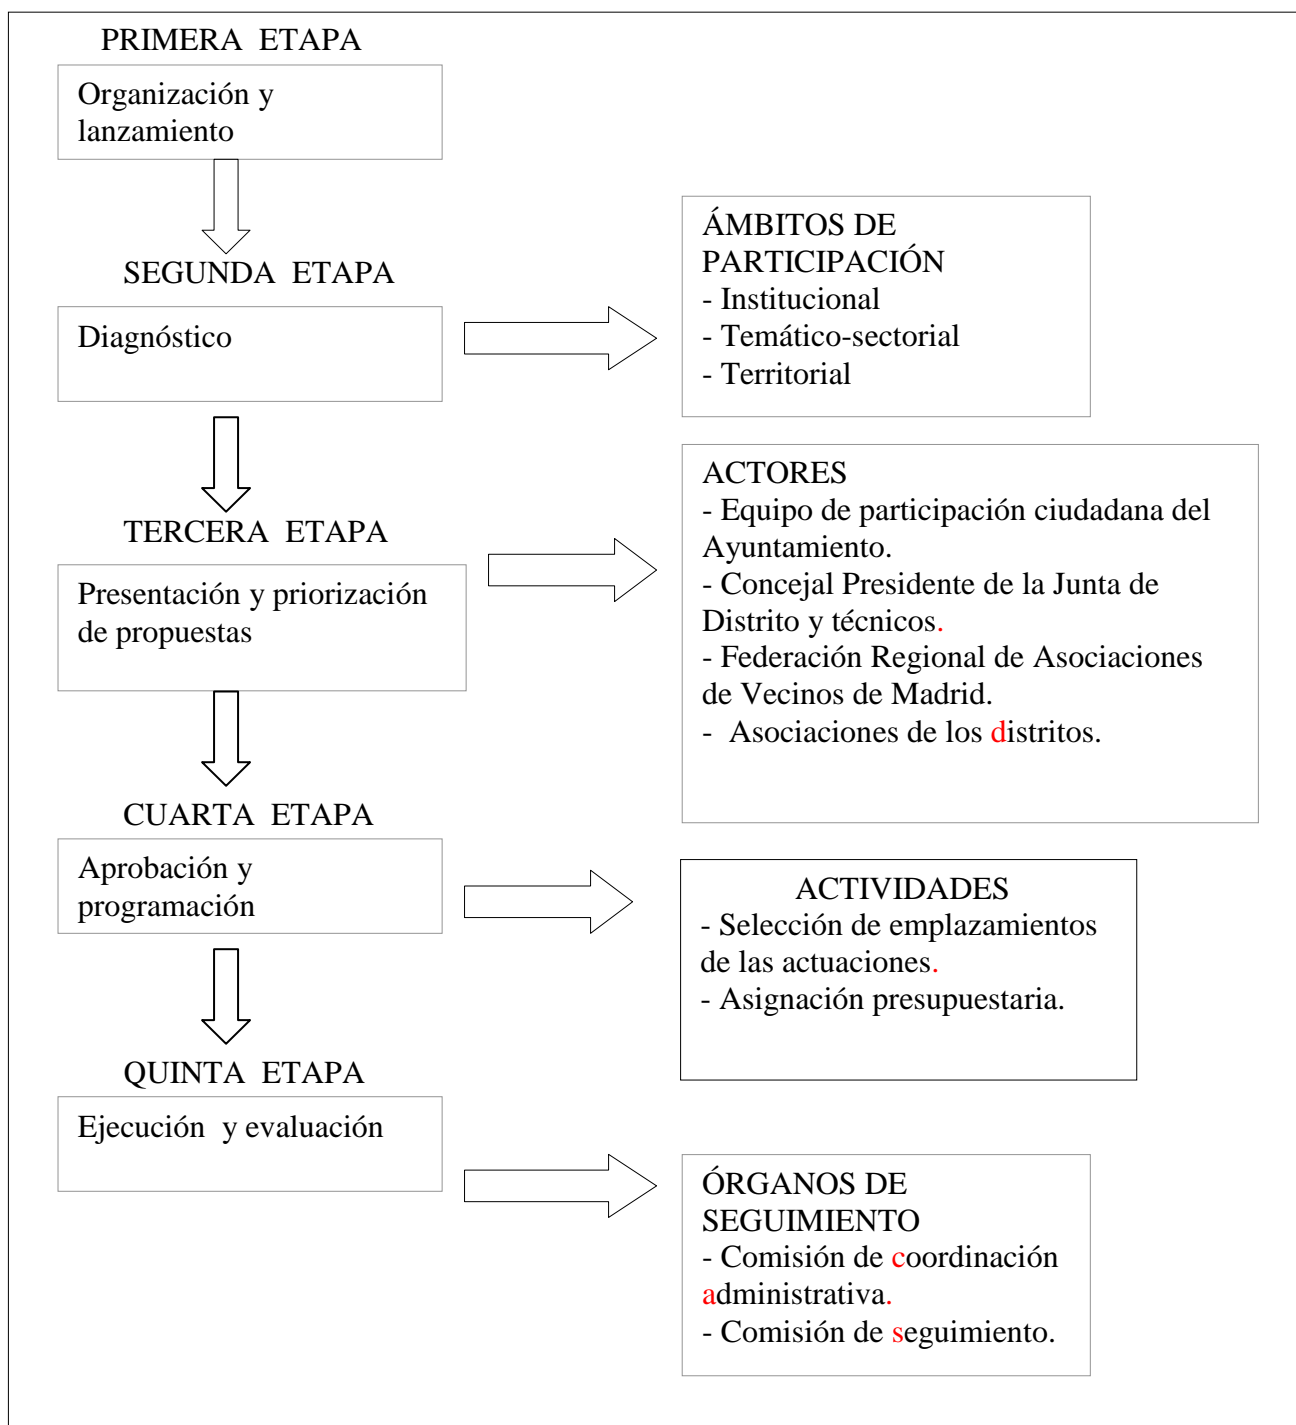 PRIMERA ETAPA
Organización y
lanzamiento
SEGUNDA ETAPA
Diagnóstico
ÁMBITOS DE
PARTICIPACIÓN
- Institucional
- Temático-sectorial
- Territorial
TERCERA ETAPA
Presentación y priorización
de propuestas
ACTORES
- Equipo de participación ciudadana del
Ayuntamiento.
- Concejal Presidente de la Junta de
Distrito y técnicos.
- Federación Regional de Asociaciones
de Vecinos de Madrid.
- Asociaciones de los distritos.
CUARTA ETAPA
Aprobación y
programación
ACTIVIDADES
- Selección de emplazamientos
de las actuaciones.
- Asignación presupuestaria.
QUINTA ETAPA
Ejecución y evaluación
ÓRGANOS DE
SEGUIMIENTO
- Comisión de coordinación
administrativa.
- Comisión de seguimiento.